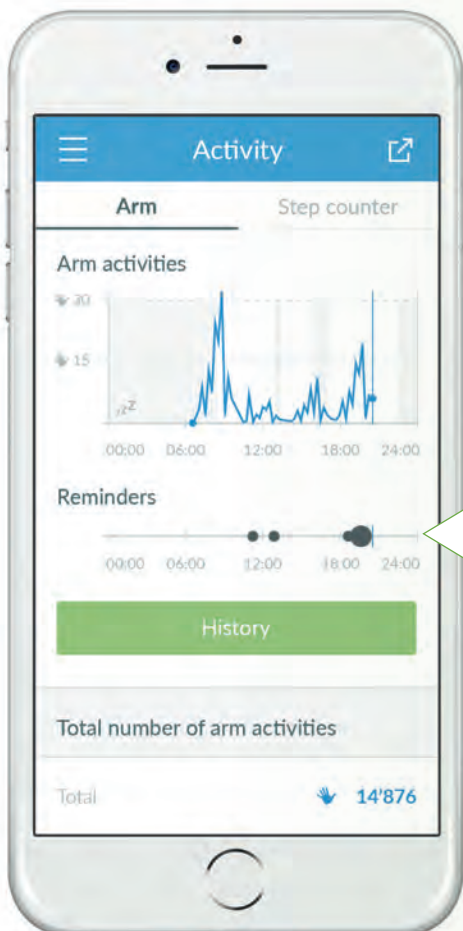 Activity
Arm Step counter
Arm activities
30
15
zzZ
00:00 06:00 12:00 18:00 24:00
Reminders
00:00 06:00 12:00 18:00 24:00
History
Total number of arm activities
Total 14'876